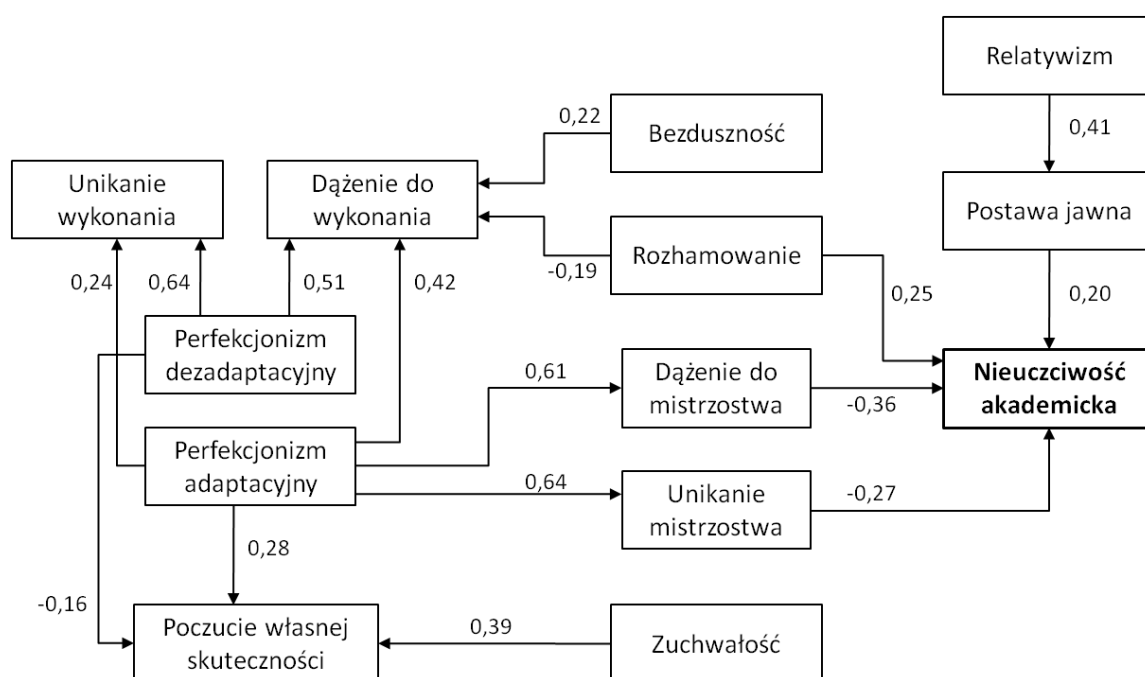 Relatywizm
0,41
0,22
Bezduszność
Unikanie
wykonania
Dążenie do
wykonania
Postawa jawna
-0,19
Rozhamowanie
0,24
0,64
0,51
0,42
0,25
0,20
Perfekcjonizm
dezadaptacyjny
0,61
Dążenie do
mistrzostwa
-0,36
Nieuczciwość
akademicka
Perfekcjonizm
adaptacyjny
0,64
Unikanie
mistrzostwa
-0,27
0,28
-0,16
Poczucie własnej
skuteczności
0,39
Zuchwałość